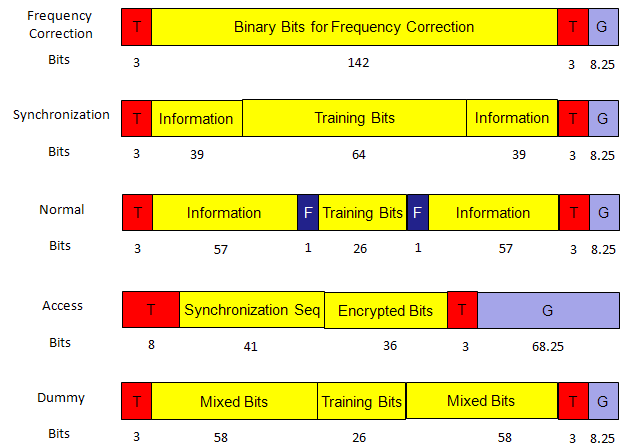 Frequency
Correction
T Binary Bits for Frequency Correction T G
Bits 3 142 3 8.25
Synchronization T Information Training Bits Information T G
Bits 3 39 64 39 3 8.25
Normal T Information F Training Bits F Information T G
Bits 3 57 1 26 1 57 3 8.25
Access T Synchronization Seq Encrypted Bits T G
Bits 8 41 36 3 68.25
Dummy T Mixed Bits Training Bits Mixed Bits T G
Bits 3 58 26 58 3 8.25